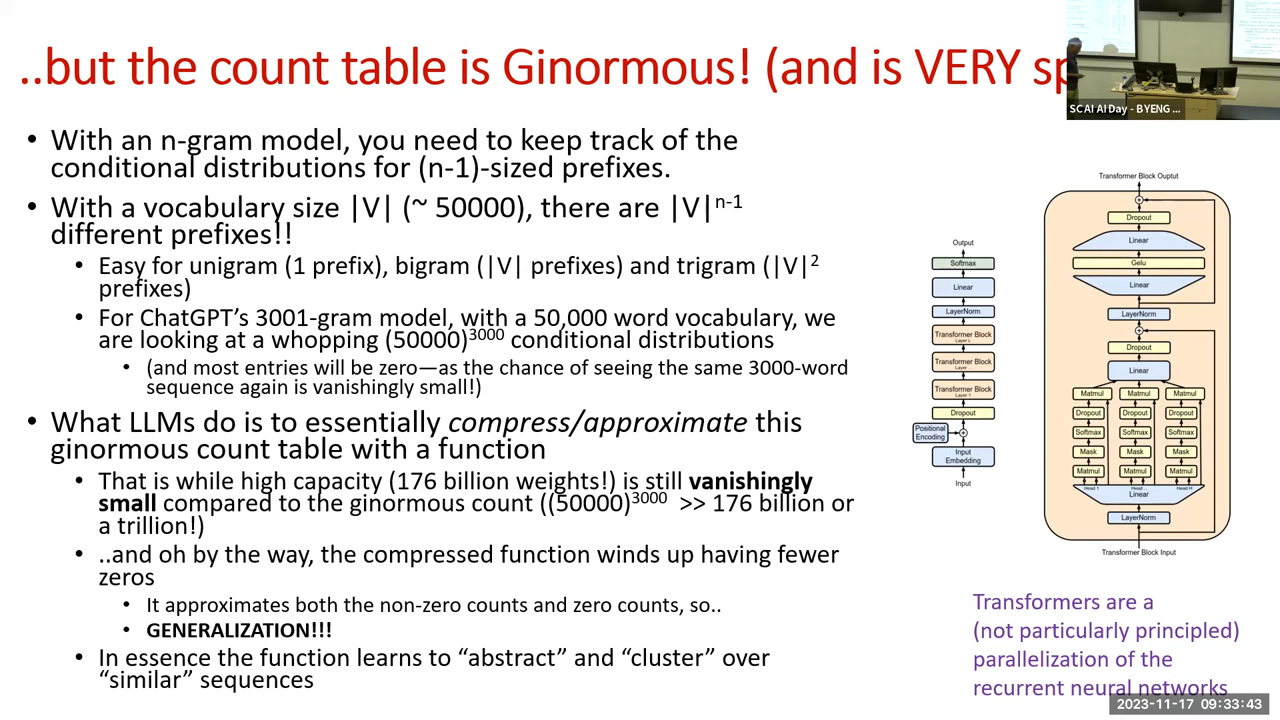 ..but the count table is Ginormous! (and is VERY sp
SCAI AI Day - BYENG ...
• With an n-gram model, you need to keep track of the
conditional distributions for (n-1)-sized prefixes.
• With a vocabulary size |V| (~ 50000), there are |V|ⁿ⁻¹
different prefixes!!
• Easy for unigram (1 prefix), bigram (|V| prefixes) and trigram (|V|²
prefixes)
• For ChatGPT's 3001-gram model, with a 50,000 word vocabulary, we
are looking at a whopping (50000)³⁰⁰⁰ conditional distributions
• (and most entries will be zero—as the chance of seeing the same 3000-word
sequence again is vanishingly small!)
• What LLMs do is to essentially compress/approximate this
ginormous count table with a function
• That is while high capacity (176 billion weights!) is still vanishingly
small compared to the ginormous count ((50000)³⁰⁰⁰ >> 176 billion or
a trillion!)
• ..and oh by the way, the compressed function winds up having fewer
zeros
• It approximates both the non-zero counts and zero counts, so..
• GENERALIZATION!!!
• In essence the function learns to "abstract" and "cluster" over
"similar" sequences
Output
Softmax
Linear
LayerNorm
Transformer Block
Layer L
Transformer Block
Layer ..
Transformer Block
Layer 1
Dropout
Positional
Encoding
+
Input
Embedding
Input
Transformer Block Ouptut
+
Dropout
Linear
Gelu
Linear
LayerNorm
+
Dropout
Linear
Matmul Matmul Matmul
Dropout Dropout Dropout
Softmax Softmax Softmax
Mask Mask Mask
Matmul Matmul Matmul
Head 1 Head .. Head H
Linear
LayerNorm
Transformer Block Input
Transformers are a
(not particularly principled)
parallelization of the
recurrent neural networks
2023-11-17 09:33:43